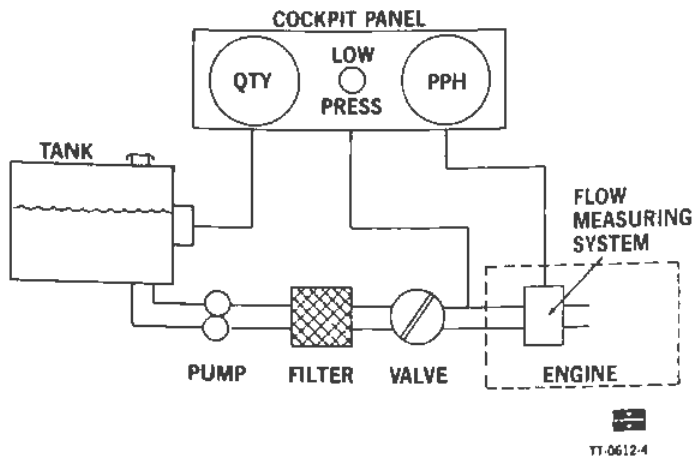 COCKPIT PANEL
QTY
LOW
PRESS
PPH
TANK
FLOW
MEASURING
SYSTEM
PUMP
FILTER
VALVE
ENGINE
TT-0612-4